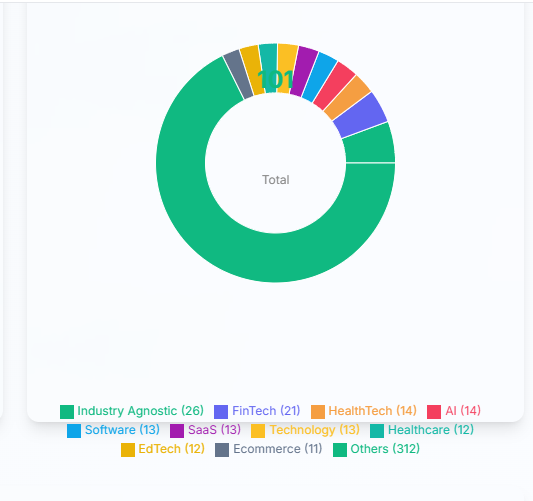 101
Total
Industry Agnostic (26) FinTech (21) HealthTech (14) AI (14)
Software (13) SaaS (13) Technology (13) Healthcare (12)
EdTech (12) Ecommerce (11) Others (312)